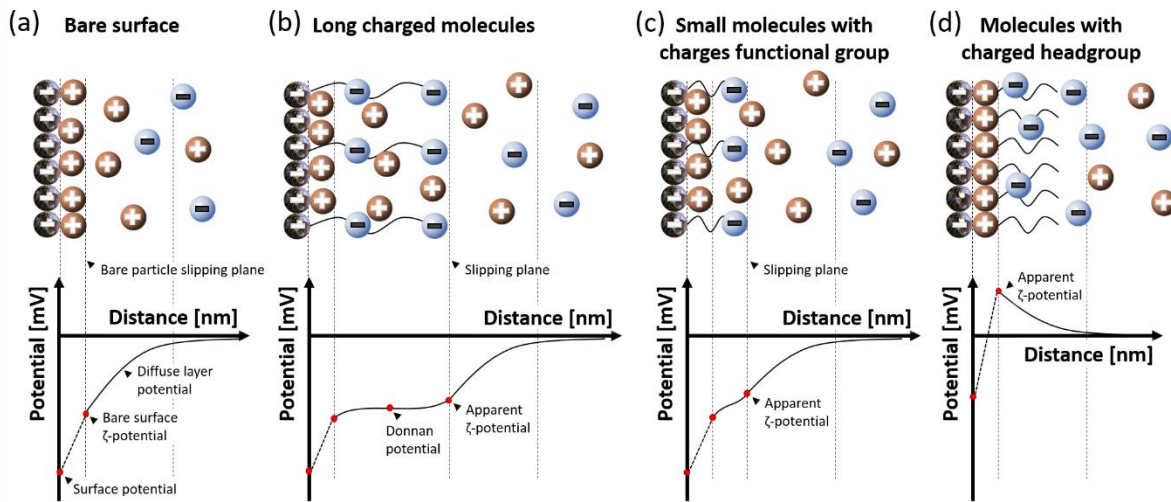 (a) Bare surface
Bare particle slipping plane
Potential [mV]
Distance [nm]
Diffuse layer
potential
Bare surface
ζ-potential
Surface potential
(b) Long charged molecules
Slipping plane
Potential [mV]
Distance [nm]
Donnan
potential
Apparent
ζ-potential
(c) Small molecules with
charges functional group
Slipping plane
Potential [mV]
Distance [nm]
Apparent
ζ-potential
(d) Molecules with
charged headgroup
Apparent
ζ-potential
Potential [mV]
Distance [nm]